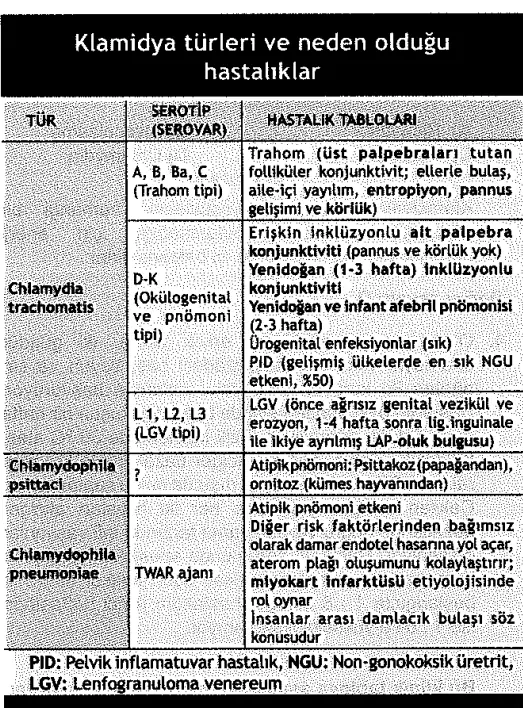 Klamidya türleri ve neden olduğu
hastalıklar
TÜR
SEROTİP
(SEROVAR)
HASTALIK TABLOLARI
Chlamydia
trachomatis
A, B, Ba, C
(Trahom tipi)
Trahom (üst palpebraları tutan
folliküler konjunktivit; ellerle bulaş,
aile-içi yayılım, entropiyon, pannus
gelişimi ve körlük)
D-K
(Okülogenital
ve pnömoni
tipi)
Erişkin inklüzyonlu alt palpebra
konjunktiviti (pannus ve körlük yok)
Yenidoğan (1-3 hafta) inklüzyonlu
konjunktiviti
Yenidoğan ve infant afebril pnömonisi
(2-3 hafta)
Ürogenital enfeksiyonlar (sık)
PID (gelişmiş ülkelerde en sık NGU
etkeni, %50)
L 1, L2, L3
(LGV tipi)
LGV (önce ağrısız genital vezikül ve
erozyon, 1-4 hafta sonra lig.inguinale
ile ikiye ayrılmış LAP-oluk bulgusu)
Chlamydophila
psittaci
?
Atipik pnömoni: Psittakoz (papağandan),
ornitoz (kümes hayvanından)
Chlamydophila
pneumoniae
TWAR ajanı
Atipik pnömoni etkeni
Diğer risk faktörlerinden bağımsız
olarak damar endotel hasarına yol açar,
aterom plağı oluşumunu kolaylaştırır;
miyokart infarktüsü etiyolojisinde
rol oynar
İnsanlar arası damlacık bulaşı söz
konusudur
PID: Pelvik inflamatuvar hastalık, NGU: Non-gonokoksik üretrit,
LGV: Lenfogranuloma venereum